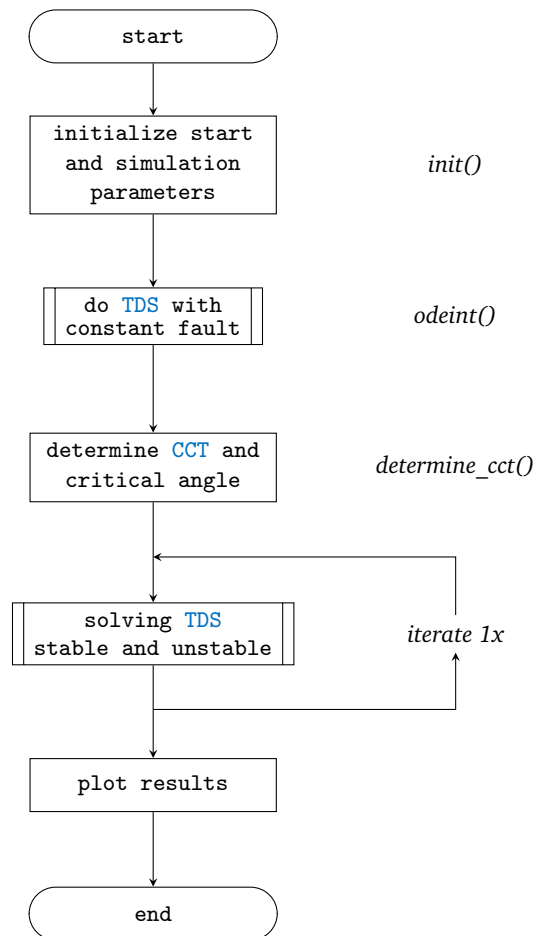 start
initialize start
and simulation
parameters
init()
do TDS with
constant fault
odeint()
determine CCT and
critical angle
determine_cct()
solving TDS
stable and unstable
iterate 1x
plot results
end